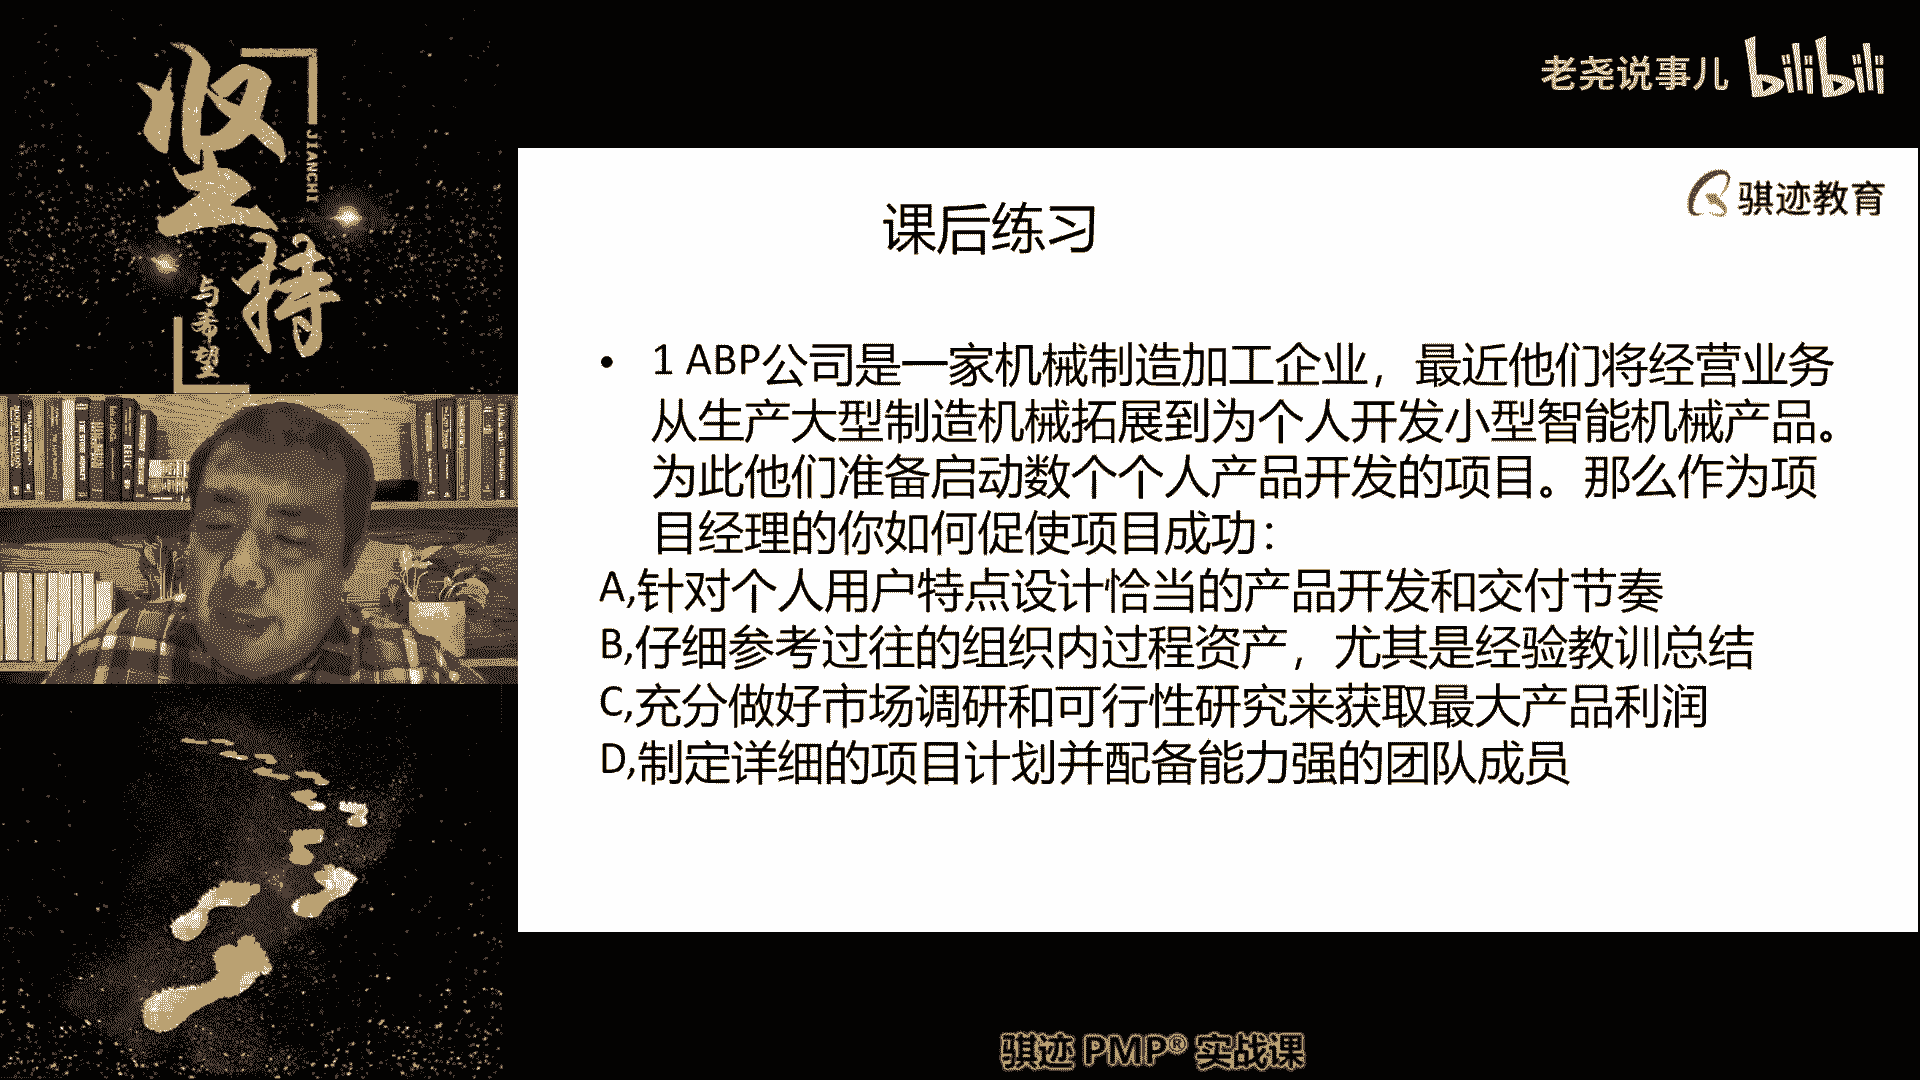 坚持
JIANCHI
与希望
老尧说事儿 bilibili
骐迹教育
课后练习
• 1 ABP公司是一家机械制造加工企业，最近他们将经营业务
从生产大型制造机械拓展到为个人开发小型智能机械产品。
为此他们准备启动数个个人产品开发的项目。那么作为项
目经理的你如何促使项目成功：
A,针对个人用户特点设计恰当的产品开发和交付节奏
B,仔细参考过往的组织内过程资产，尤其是经验教训总结
C,充分做好市场调研和可行性研究来获取最大产品利润
D,制定详细的项目计划并配备能力强的团队成员
骐迹 PMP® 实战课